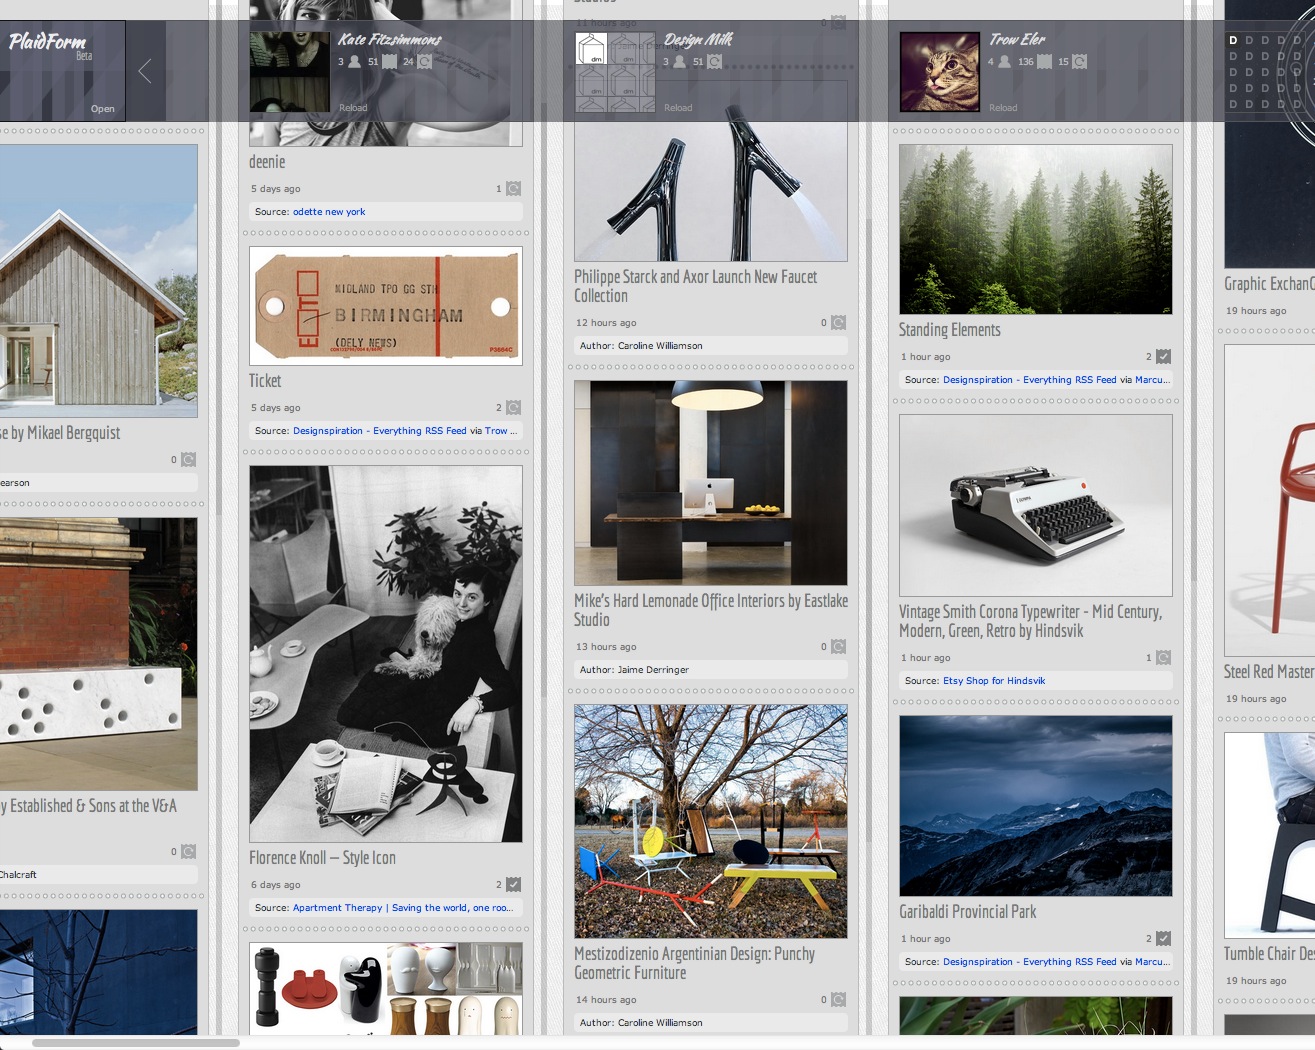 PlaidForm
Beta
Open
se by Mikael Bergquist
0
earson
y Established & Sons at the V&A
0
Chalcraft
Kate Fitzsimmons
3 51 24
Reload
deenie
5 days ago 1
Source: odette new york
MIDLAND TPO GG STH
BIRMINGHAM
(OFLY NEWS)
P3684C
Ticket
5 days ago 2
Source: Designspiration - Everything RSS Feed via Trow ...
Florence Knoll – Style Icon
6 days ago 2
Source: Apartment Therapy | Saving the world, one roo...
Studios
11 hours ago 0
Jaime Derringer
Design Milk
3 51
dm
Reload
Philippe Starck and Axor Launch New Faucet
Collection
12 hours ago 0
Author: Caroline Williamson
Mike's Hard Lemonade Office Interiors by Eastlake
Studio
13 hours ago 0
Author: Jaime Derringer
Mestizodizenio Argentinian Design: Punchy
Geometric Furniture
14 hours ago 0
Author: Caroline Williamson
Trow Eler
4 136 15
Reload
Standing Elements
1 hour ago 2
Source: Designspiration - Everything RSS Feed via Marcu...
Vintage Smith Corona Typewriter - Mid Century,
Modern, Green, Retro by Hindsvik
1 hour ago 1
Source: Etsy Shop for Hindsvik
Garibaldi Provincial Park
1 hour ago 2
Source: Designspiration - Everything RSS Feed via Marcu...
D D D D D
D D D D D
D D D D D
D D D D D
D D D D D
Graphic Exchan
19 hours ago
Steel Red Master
19 hours ago
Tumble Chair Des
19 hours ago